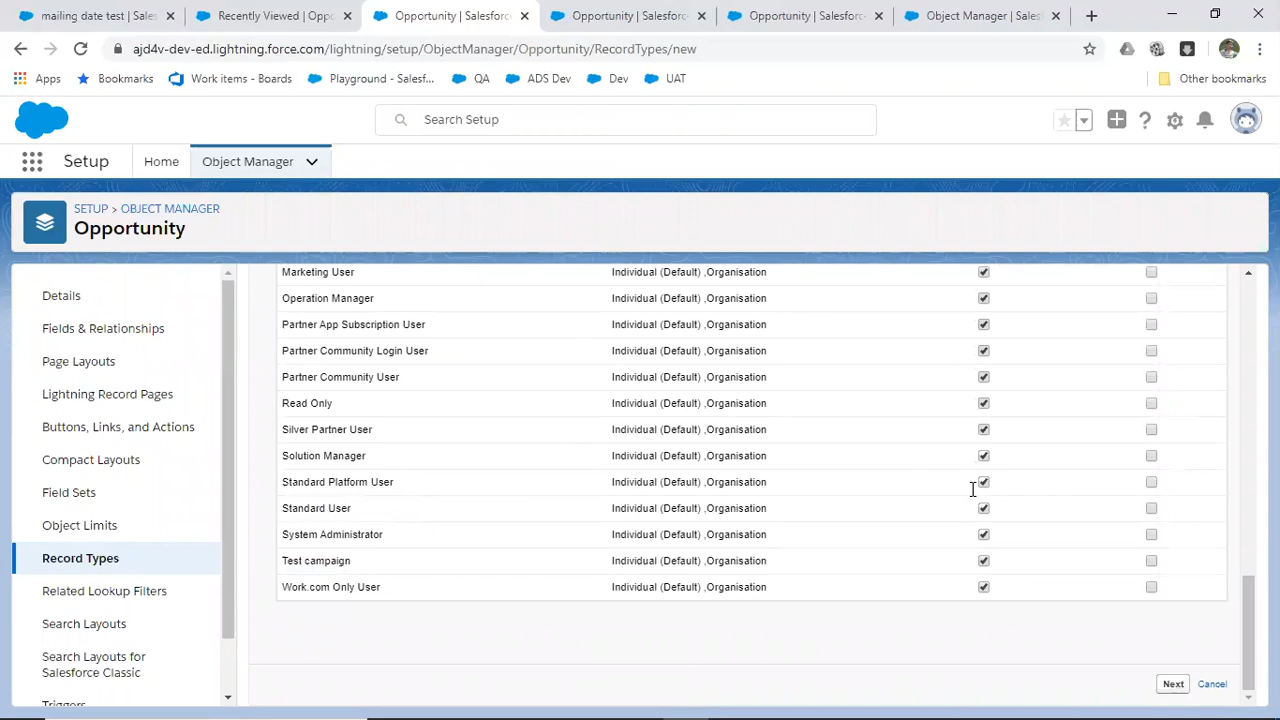 mailing date test | Sales
Recently Viewed | Oppo
Opportunity | Salesforce
Opportunity | Salesforc
Opportunity | Salesforc
Object Manager | Sales
ajd4v-dev-ed.lightning.force.com/lightning/setup/ObjectManager/Opportunity/RecordTypes/new
Apps
Bookmarks
Work items - Boards
Playground - Salesf...
QA
ADS Dev
Dev
UAT
Other bookmarks
Search Setup
Setup
Home
Object Manager
SETUP > OBJECT MANAGER
Opportunity
Details
Fields & Relationships
Page Layouts
Lightning Record Pages
Buttons, Links, and Actions
Compact Layouts
Field Sets
Object Limits
Record Types
Related Lookup Filters
Search Layouts
Search Layouts for
Salesforce Classic
Triggers
Marketing User Individual (Default) ,Organisation
Operation Manager Individual (Default) ,Organisation
Partner App Subscription User Individual (Default) ,Organisation
Partner Community Login User Individual (Default) ,Organisation
Partner Community User Individual (Default) ,Organisation
Read Only Individual (Default) ,Organisation
Silver Partner User Individual (Default) ,Organisation
Solution Manager Individual (Default) ,Organisation
Standard Platform User Individual (Default) ,Organisation
Standard User Individual (Default) ,Organisation
System Administrator Individual (Default) ,Organisation
Test campaign Individual (Default) ,Organisation
Work.com Only User Individual (Default) ,Organisation
Next Cancel